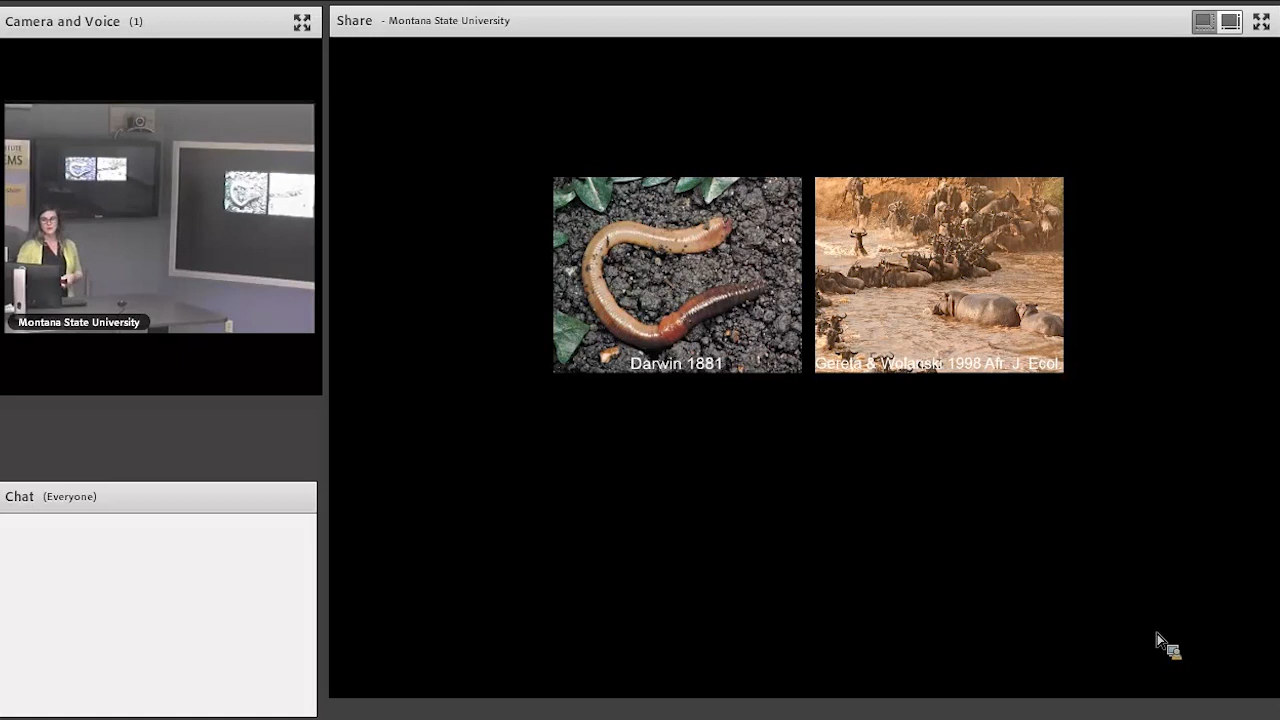 Camera and Voice (1)
Share - Montana State University
Montana State University
Darwin 1881
Gereta & Wolanski 1998 Afr. J. Ecol.
Chat (Everyone)